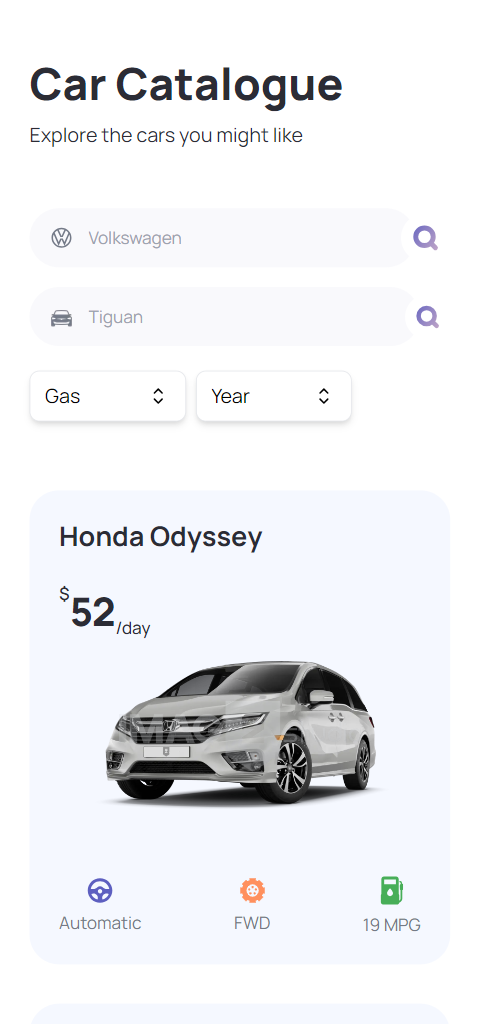 Car Catalogue
Explore the cars you might like
Volkswagen
Tiguan
Gas
Year
Honda Odyssey
$52/day
Automatic
FWD
19 MPG